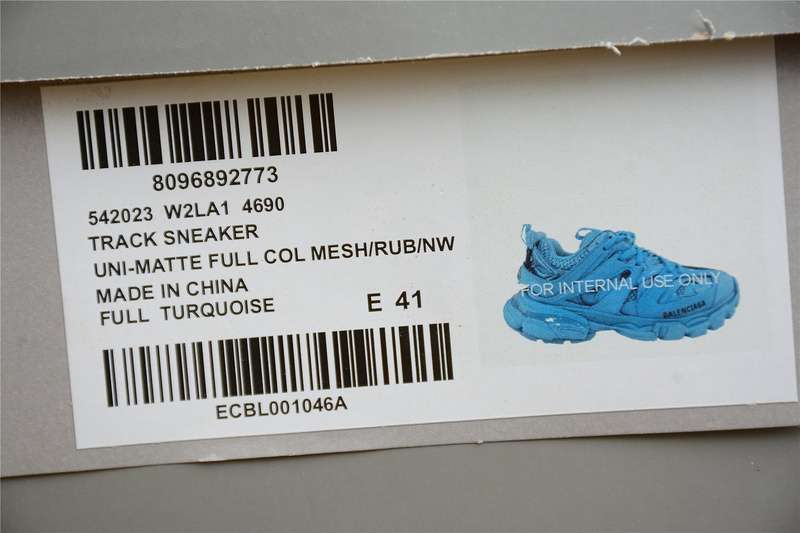 8096892773
542023 W2LA1 4690
TRACK SNEAKER
UNI-MATTE FULL COL MESH/RUB/NW
MADE IN CHINA
FULL TURQUOISE
E 41
ECBL001046A
FOR INTERNAL USE ONLY
BALENCIAGA